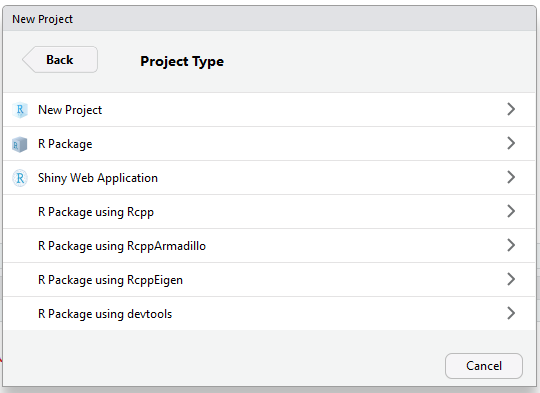 New Project
Back
Project Type
New Project
R Package
Shiny Web Application
R Package using Rcpp
R Package using RcppArmadillo
R Package using RcppEigen
R Package using devtools
Cancel